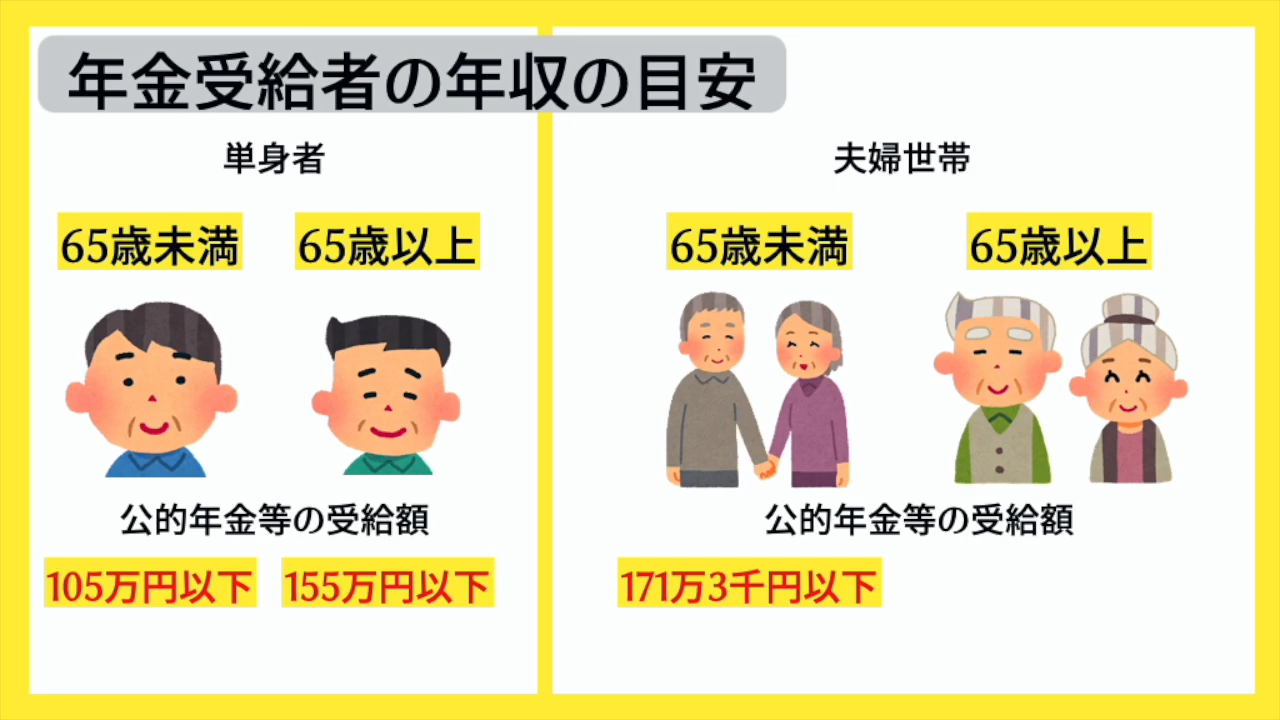 年金受給者の年収の目安
単身者
65歳未満
65歳以上
公的年金等の受給額
105万円以下
155万円以下
夫婦世帯
65歳未満
65歳以上
公的年金等の受給額
171万3千円以下